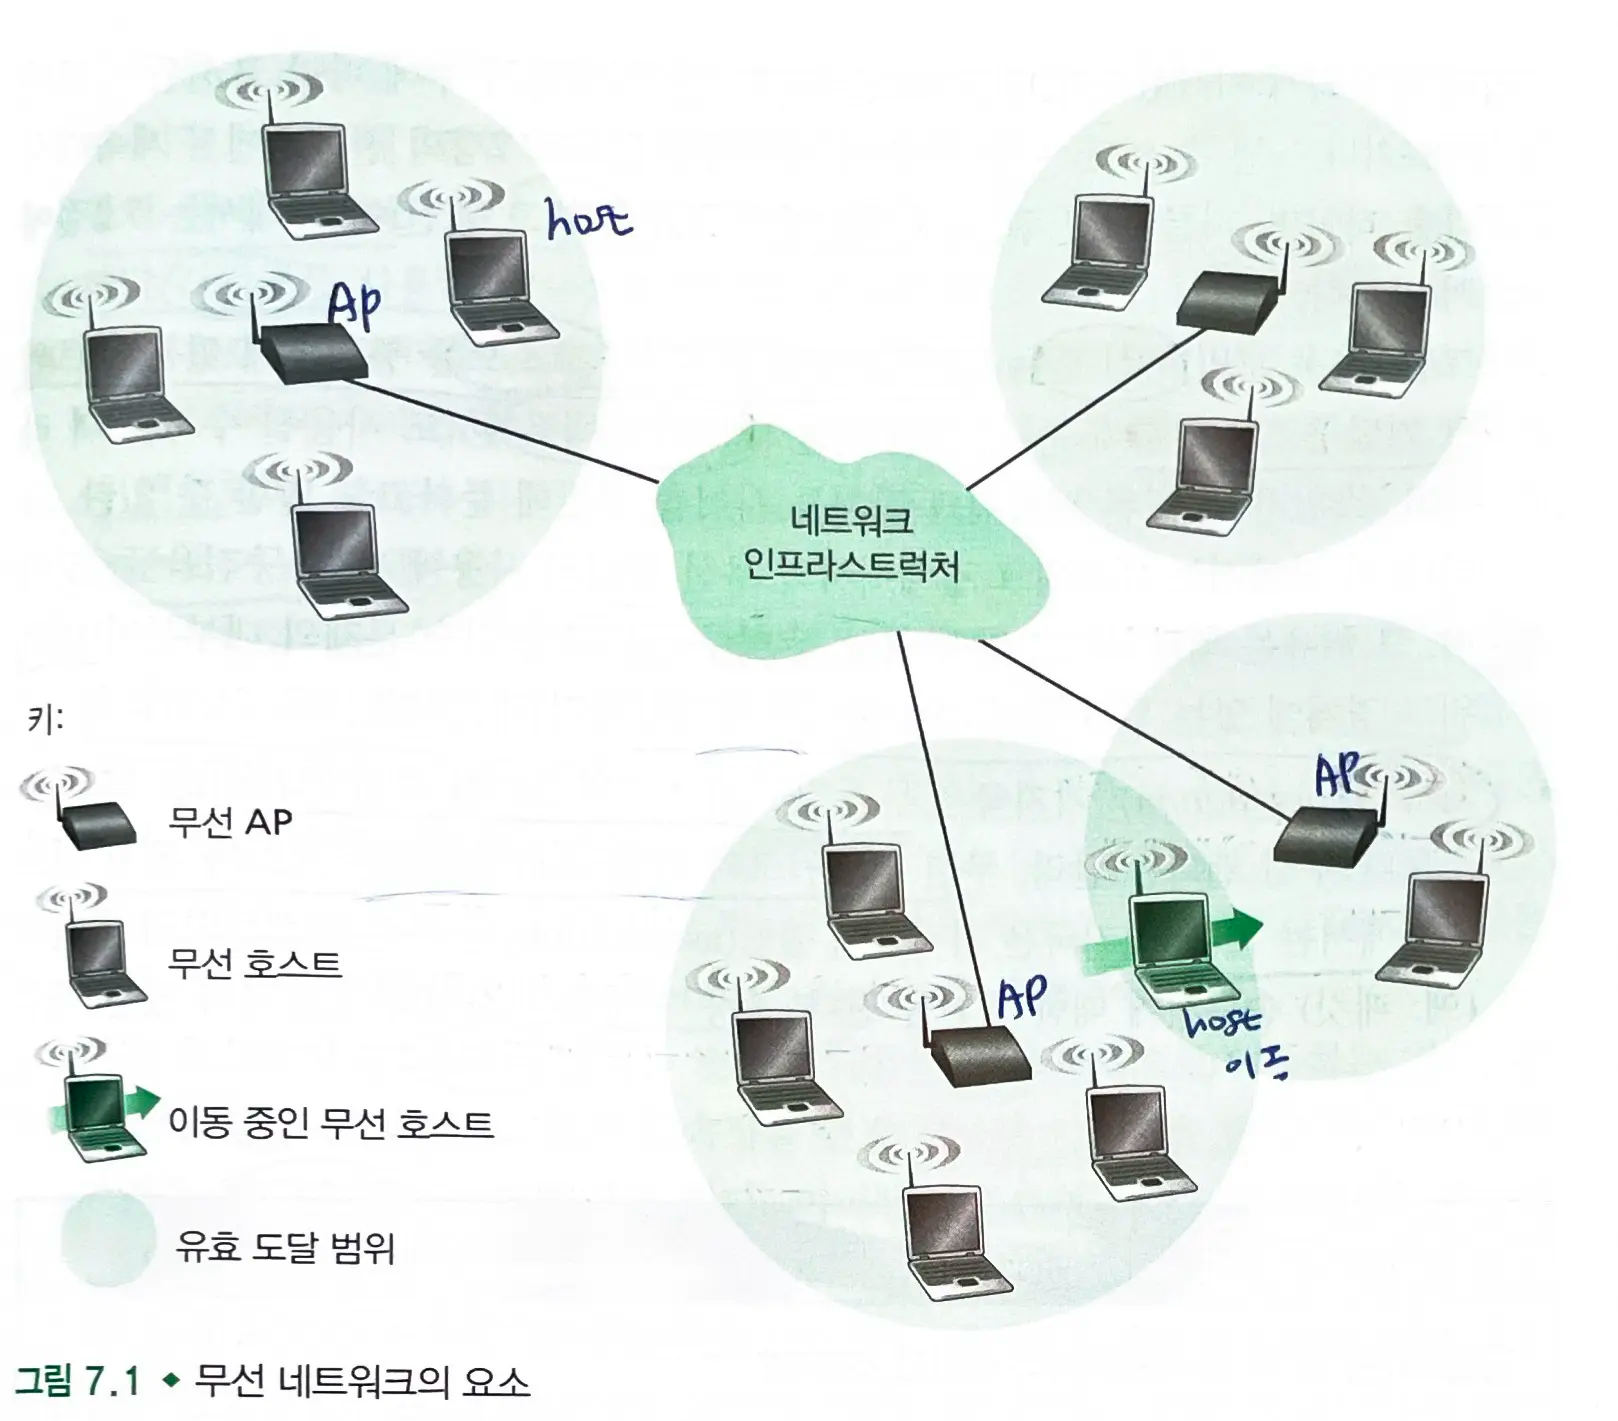 host
Ap
네트워크
인프라스트럭처
키:
무선 AP
무선 호스트
이동 중인 무선 호스트
유효 도달 범위
AP
AP
host
이동
그림 7.1 ◆ 무선 네트워크의 요소